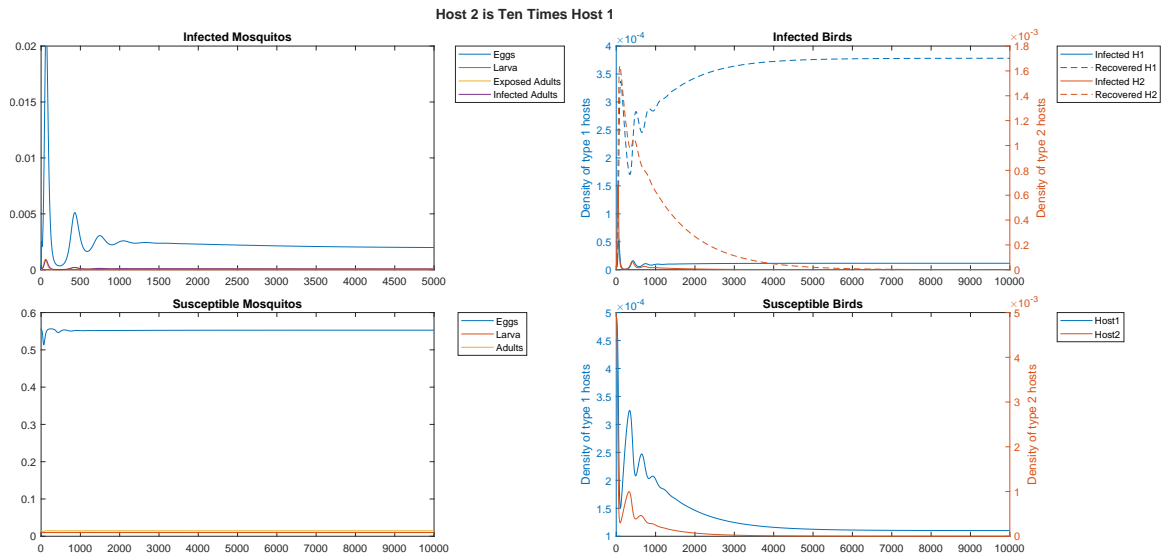 Host 2 is Ten Times Host 1
Infected Mosquitos
0.02
0.015
0.01
0.005
0
0 500 1000 1500 2000 2500 3000 3500 4000 4500 5000
Eggs
Larva
Exposed Adults
Infected Adults
Infected Birds
×10⁻⁴
×10⁻³
Density of type 1 hosts
4
3.5
3
2.5
2
1.5
1
0.5
0
0 1000 2000 3000 4000 5000 6000 7000 8000 9000 10000
1.8
1.6
1.4
1.2
1
0.8
0.6
0.4
0.2
0
Density of type 2 hosts
Infected H1
Recovered H1
Infected H2
Recovered H2
Susceptible Mosquitos
0.6
0.5
0.4
0.3
0.2
0.1
0
0 1000 2000 3000 4000 5000 6000 7000 8000 9000 10000
Eggs
Larva
Adults
Susceptible Birds
×10⁻⁴
×10⁻³
Density of type 1 hosts
5
4.5
4
3.5
3
2.5
2
1.5
1
0 1000 2000 3000 4000 5000 6000 7000 8000 9000 10000
5
4
3
2
1
0
Density of type 2 hosts
Host1
Host2